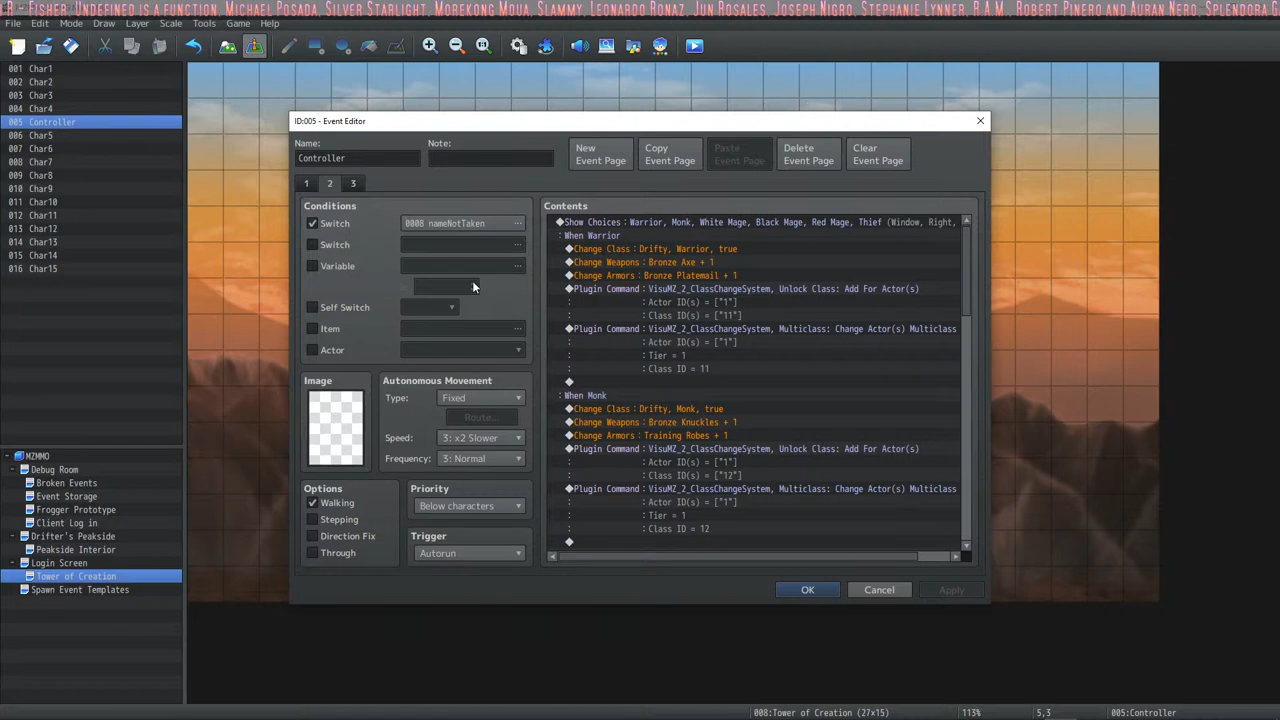 FISHER, UNDEFINED IS A FUNCTION, MICHAEL POSADA, SILVER STARLIGHT, MOREKONG MOUA, SLAMMY, LEONARDO RONAZ, JUN ROSALES, JOSEPH NIGRO, STEPHANIE LYNNER, R.A.M., ROBERT PINERO AND AURAN NERO, SPLENDORA G
File Edit Mode Draw Layer Scale Tools Game Help
001 Char1
002 Char2
003 Char3
004 Char4
005 Controller
006 Char5
007 Char6
008 Char7
009 Char8
010 Char9
011 Char10
012 Char11
013 Char12
014 Char13
015 Char14
016 Char15
MZMMO
Debug Room
Broken Events
Event Storage
Frogger Prototype
Client Log in
Drifter's Peakside
Peakside Interior
Login Screen
Tower of Creation
Spawn Event Templates
ID:005 - Event Editor
Name: Note:
Controller
New Event Page
Copy Event Page
Paste Event Page
Delete Event Page
Clear Event Page
1 2 3
Conditions
Switch 0008 nameNotTaken ...
Switch ...
Variable ...
Self Switch
Item ...
Actor
Image
Autonomous Movement
Type: Fixed
Route...
Speed: 3: x2 Slower
Frequency: 3: Normal
Options
Walking
Stepping
Direction Fix
Through
Priority
Below characters
Trigger
Autorun
Contents
◆Show Choices：Warrior, Monk, White Mage, Black Mage, Red Mage, Thief (Window, Right,
：When Warrior
◆Change Class：Drifty, Warrior, true
◆Change Weapons：Bronze Axe + 1
◆Change Armors：Bronze Platemail + 1
◆Plugin Command：VisuMZ_2_ClassChangeSystem, Unlock Class: Add For Actor(s)
：Actor ID(s) = ["1"]
：Class ID(s) = ["11"]
◆Plugin Command：VisuMZ_2_ClassChangeSystem, Multiclass: Change Actor(s) Multiclass
：Actor ID(s) = ["1"]
：Tier = 1
：Class ID = 11
◆
：When Monk
◆Change Class：Drifty, Monk, true
◆Change Weapons：Bronze Knuckles + 1
◆Change Armors：Training Robes + 1
◆Plugin Command：VisuMZ_2_ClassChangeSystem, Unlock Class: Add For Actor(s)
：Actor ID(s) = ["1"]
：Class ID(s) = ["12"]
◆Plugin Command：VisuMZ_2_ClassChangeSystem, Multiclass: Change Actor(s) Multiclass
：Actor ID(s) = ["1"]
：Tier = 1
：Class ID = 12
◆
OK Cancel Apply
008:Tower of Creation (27x15) 113% 5,3 005:Controller